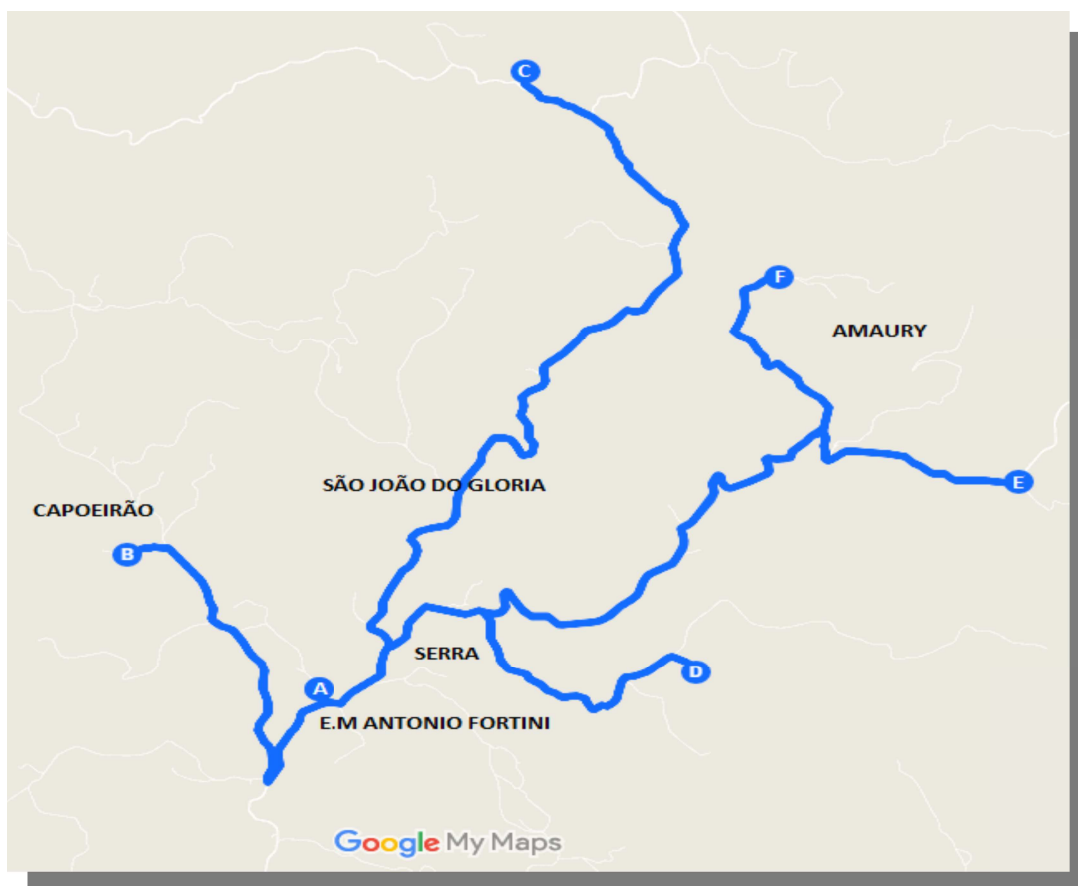 C
F
AMAURY
SÃO JOÃO DO GLORIA
E
CAPOEIRÃO
B
SERRA
D
A
E.M ANTONIO FORTINI
Google My Maps